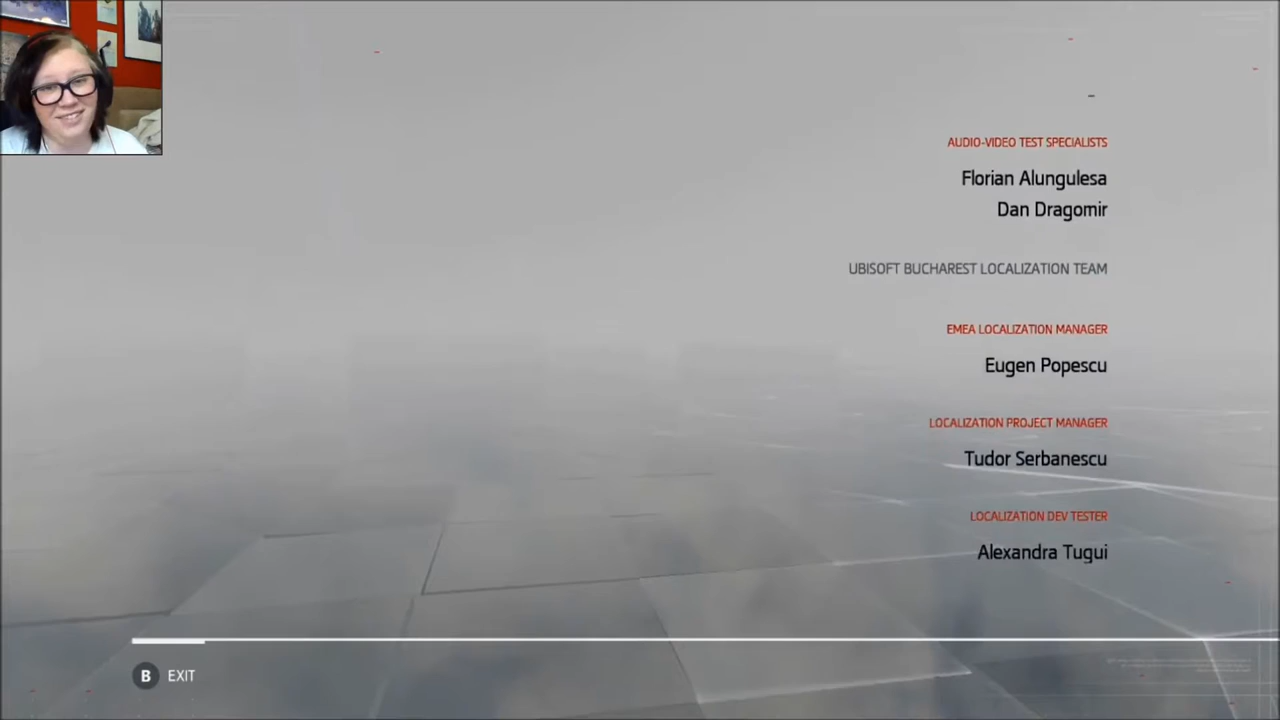 AUDIO-VIDEO TEST SPECIALISTS
Florian Alungulesa
Dan Dragomir
UBISOFT BUCHAREST LOCALIZATION TEAM
EMEA LOCALIZATION MANAGER
Eugen Popescu
LOCALIZATION PROJECT MANAGER
Tudor Serbanescu
LOCALIZATION DEV TESTER
Alexandra Tugui
B EXIT